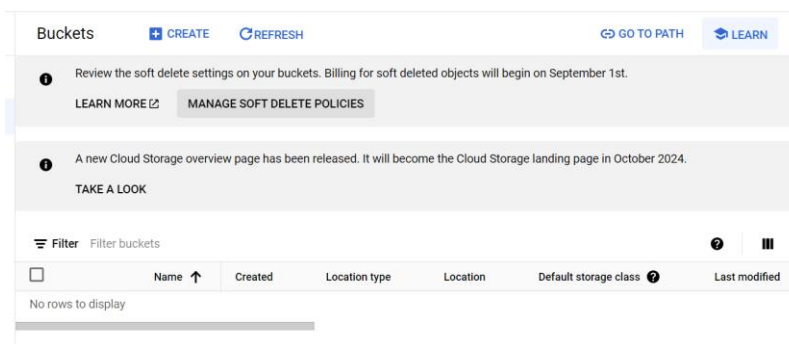 Buckets CREATE REFRESH GO TO PATH LEARN
Review the soft delete settings on your buckets. Billing for soft deleted objects will begin on September 1st.
LEARN MORE MANAGE SOFT DELETE POLICIES
A new Cloud Storage overview page has been released. It will become the Cloud Storage landing page in October 2024.
TAKE A LOOK
Filter Filter buckets
Name Created Location type Location Default storage class Last modified
No rows to display